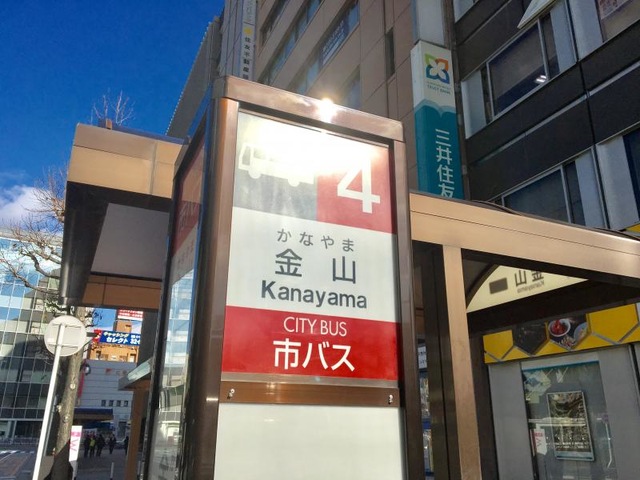 4
かなやま
金山
Kanayama
CITY BUS
市バス
三井住友
金山